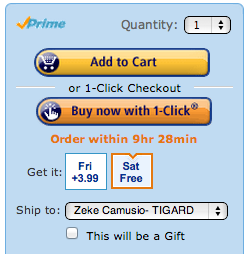 Prime Quantity: 1
Add to Cart
or 1-Click Checkout
Buy now with 1-Click®
Order within 9hr 28min
Get it: Fri +3.99 Sat Free
Ship to: Zeke Camusio- TIGARD
This will be a Gift